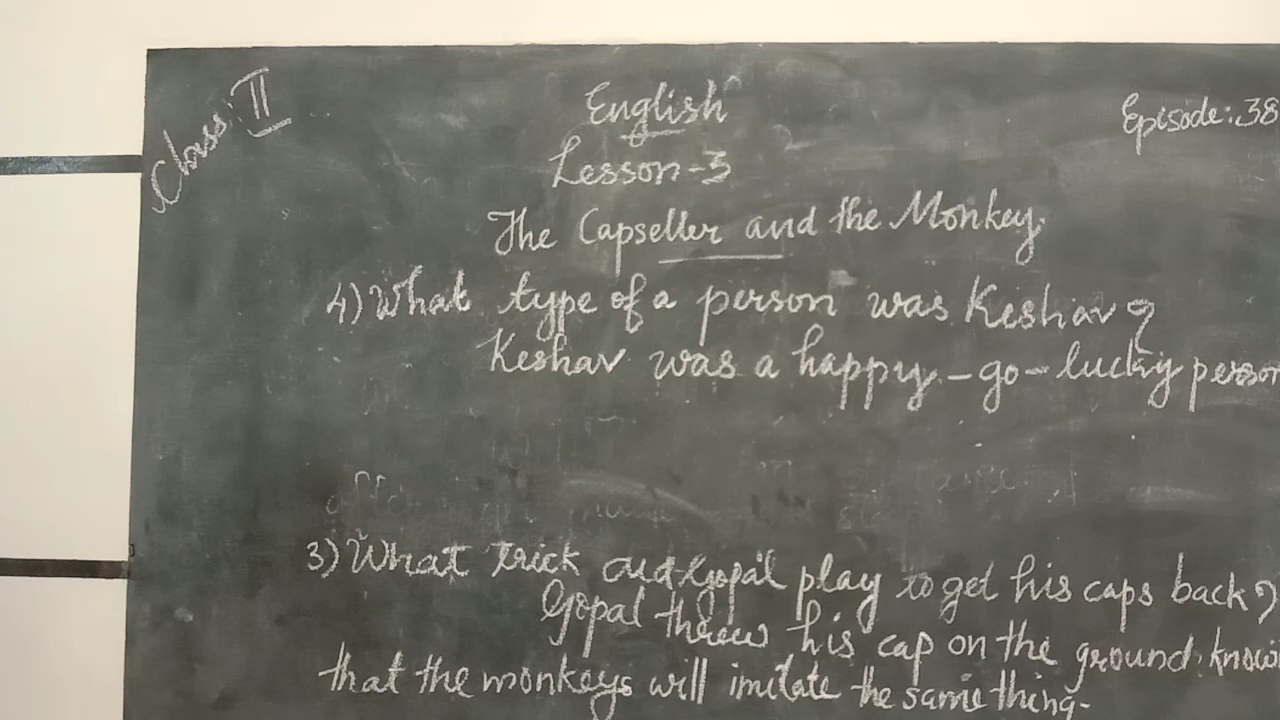 Class: II
English
Episode: 38
Lesson-3
The Capseller and the Monkey.
4) What type of a person was Keshav?
Keshav was a happy-go-lucky person
3) What trick did Gopal play to get his caps back?
Gopal threw his cap on the ground, knowi
that the monkeys will imitate the same thing.